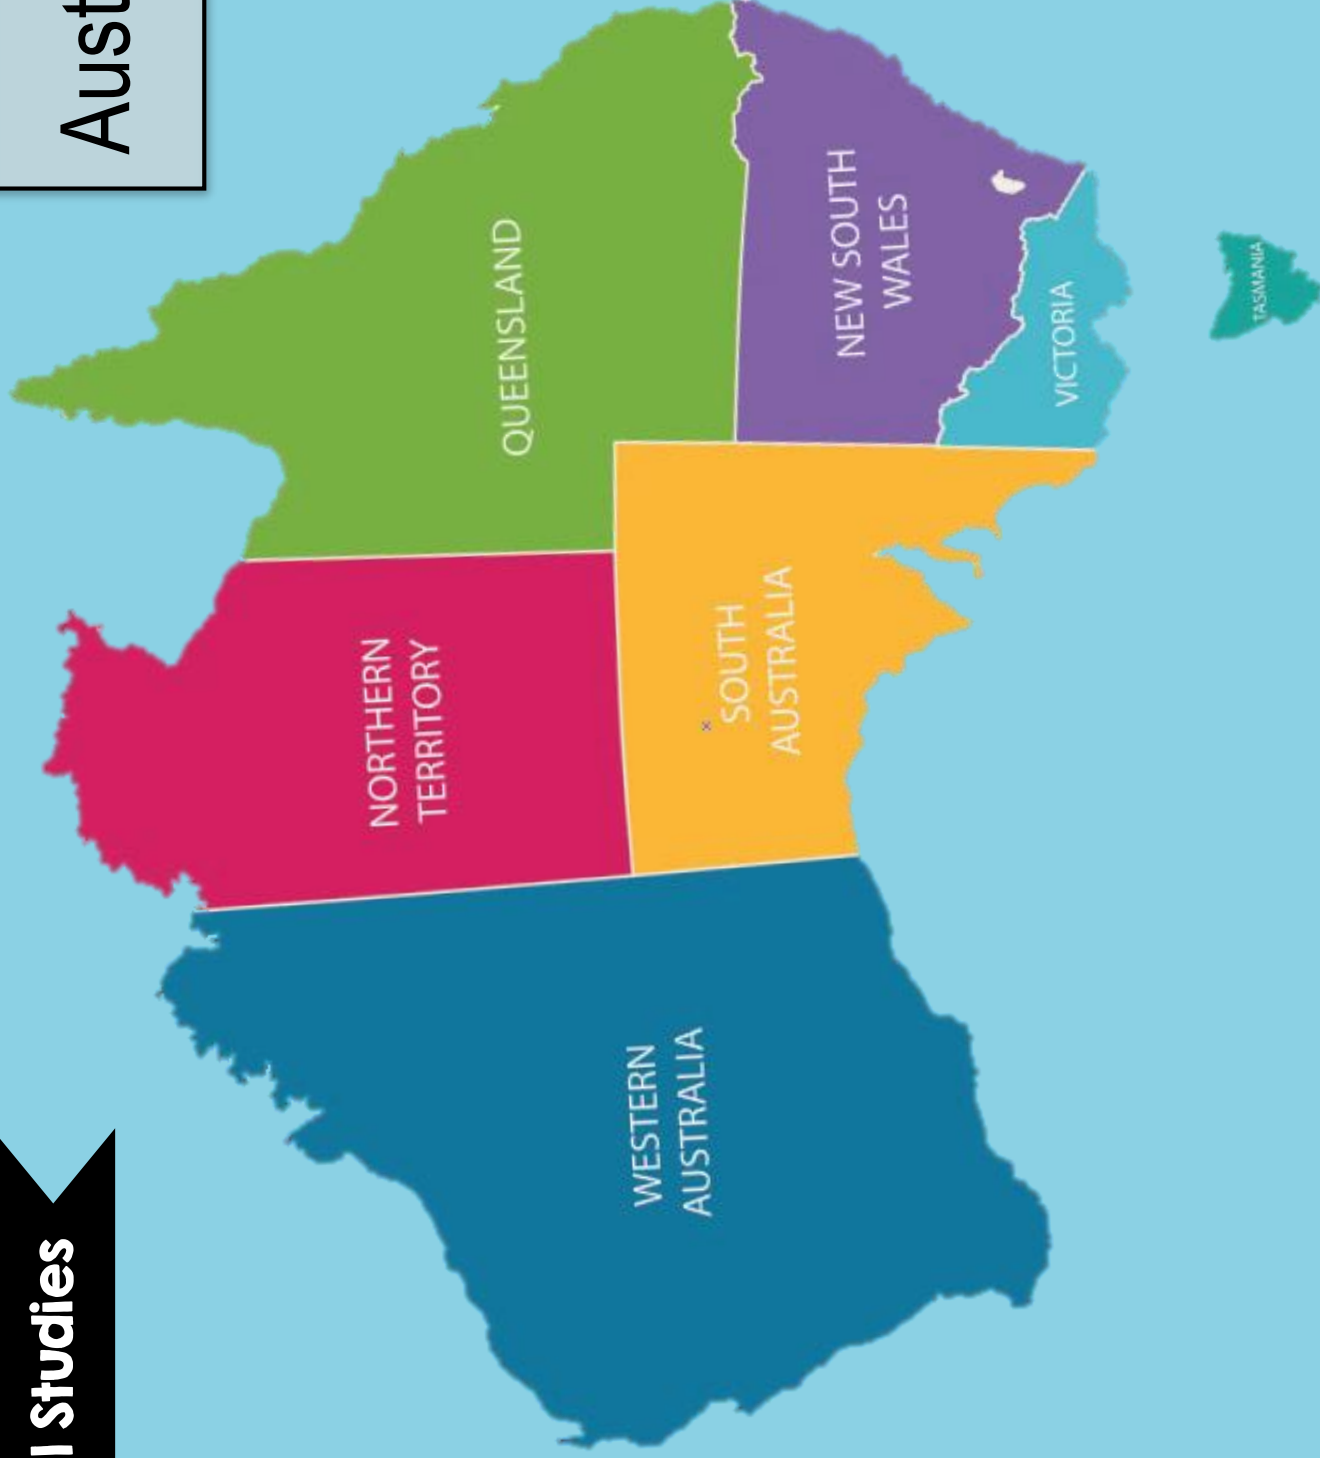 l Studies
Aust
WESTERN
AUSTRALIA
NORTHERN
TERRITORY
SOUTH
AUSTRALIA
QUEENSLAND
NEW SOUTH
WALES
VICTORIA
TASMANIA